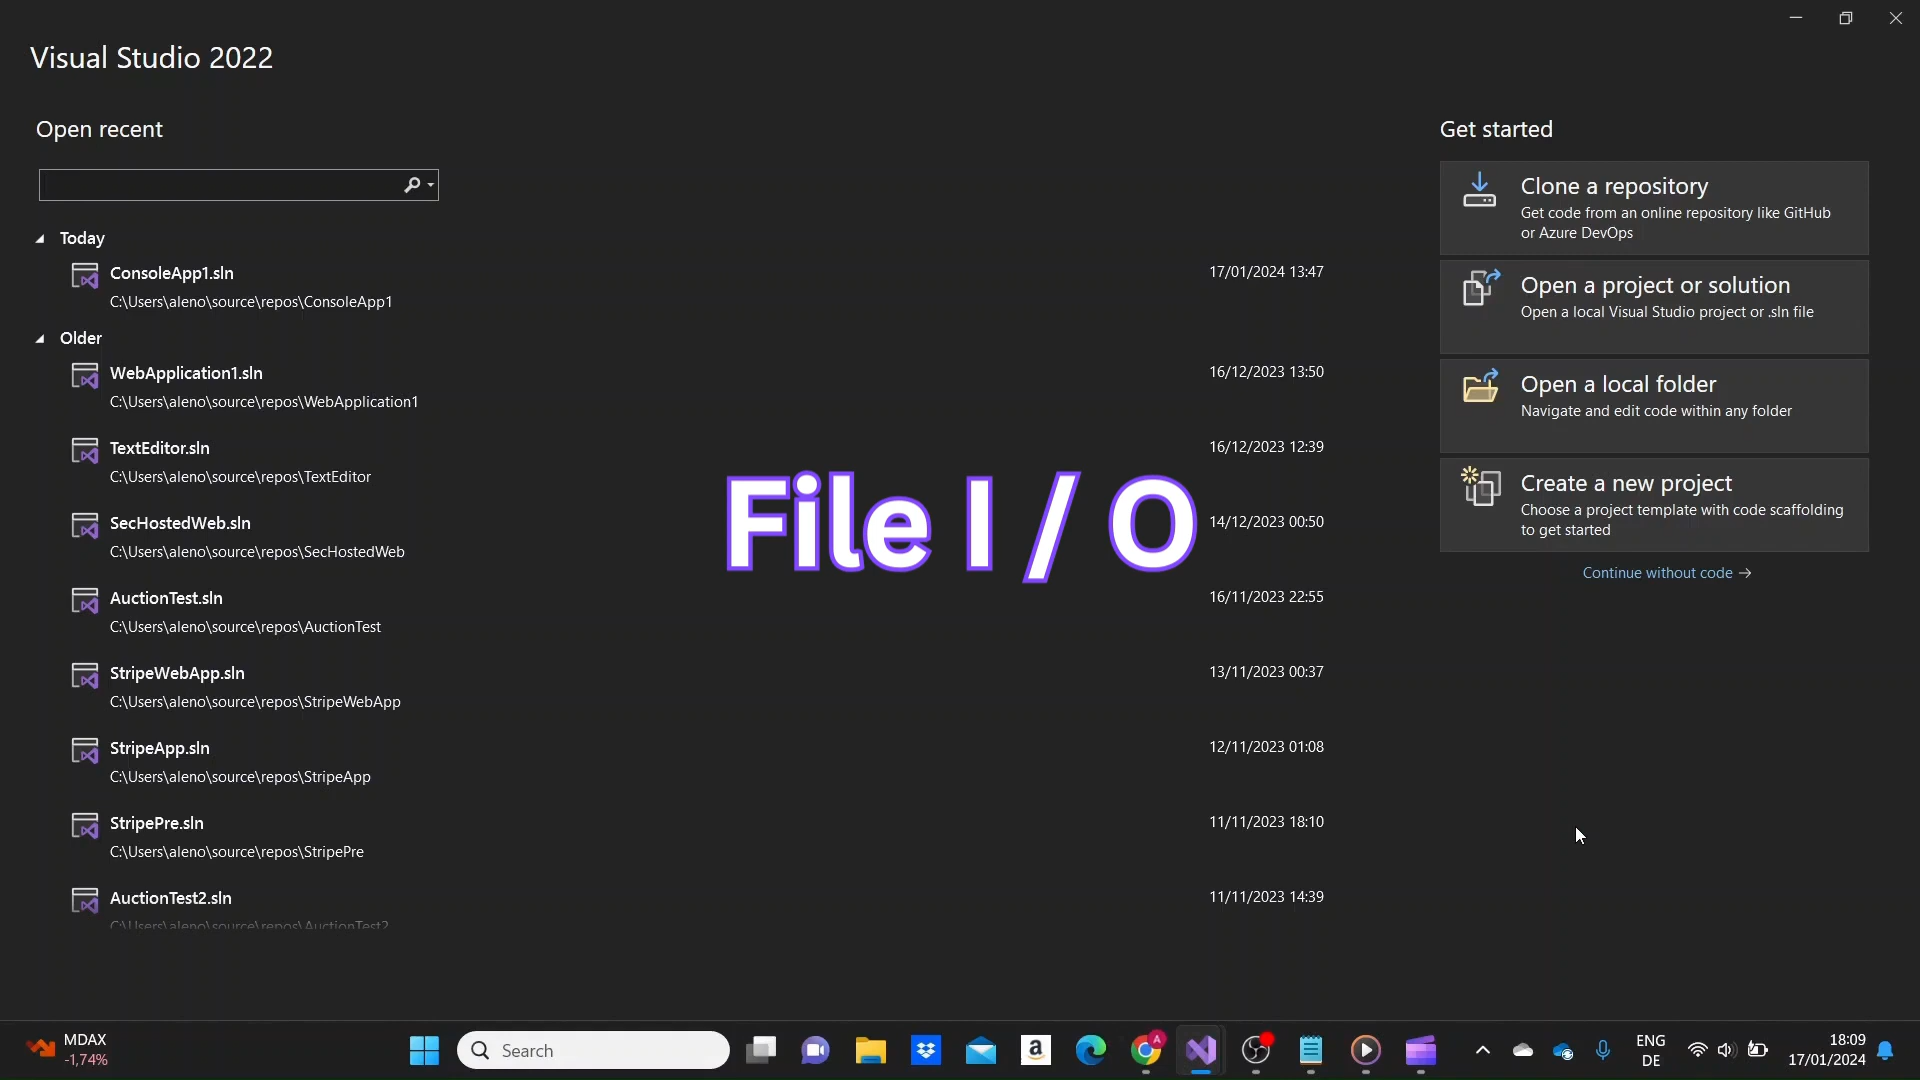 Visual Studio 2022
Open recent
Today
ConsoleApp1.sln
17/01/2024 13:47
C:\Users\aleno\source\repos\ConsoleApp1
Older
WebApplication1.sln
16/12/2023 13:50
C:\Users\aleno\source\repos\WebApplication1
TextEditor.sln
16/12/2023 12:39
C:\Users\aleno\source\repos\TextEditor
SecHostedWeb.sln
14/12/2023 00:50
C:\Users\aleno\source\repos\SecHostedWeb
AuctionTest.sln
16/11/2023 22:55
C:\Users\aleno\source\repos\AuctionTest
StripeWebApp.sln
13/11/2023 00:37
C:\Users\aleno\source\repos\StripeWebApp
StripeApp.sln
12/11/2023 01:08
C:\Users\aleno\source\repos\StripeApp
StripePre.sln
11/11/2023 18:10
C:\Users\aleno\source\repos\StripePre
AuctionTest2.sln
11/11/2023 14:39
C:\Users\aleno\source\repos\AuctionTest2
File I / O
Get started
Clone a repository
Get code from an online repository like GitHub
or Azure DevOps
Open a project or solution
Open a local Visual Studio project or .sln file
Open a local folder
Navigate and edit code within any folder
Create a new project
Choose a project template with code scaffolding
to get started
Continue without code →
MDAX
-1,74%
Search
a
A
ENG
DE
18:09
17/01/2024